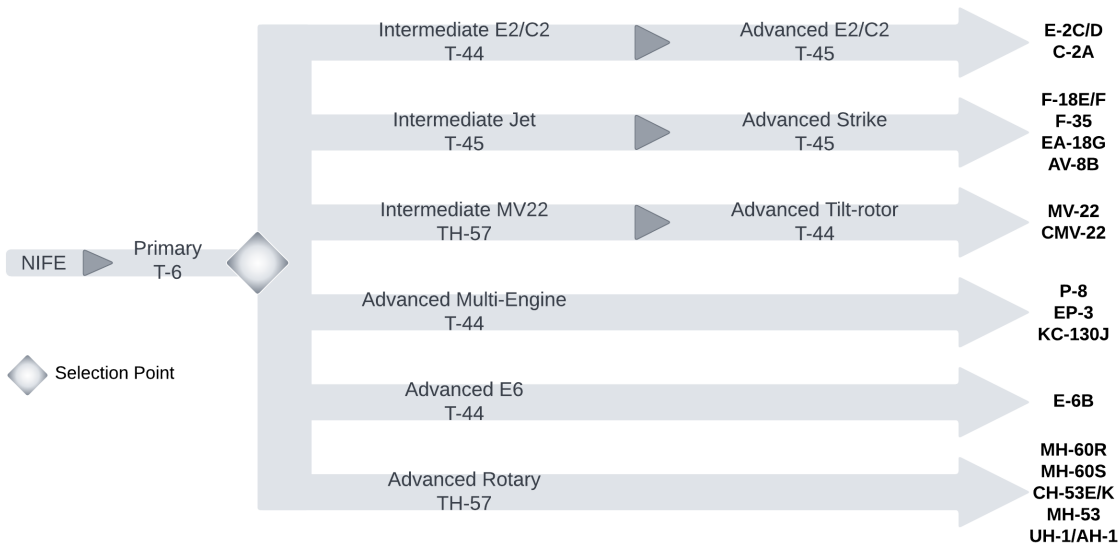 NIFE
Primary
T-6
Selection Point
Intermediate E2/C2
T-44
Advanced E2/C2
T-45
E-2C/D
C-2A
Intermediate Jet
T-45
Advanced Strike
T-45
F-18E/F
F-35
EA-18G
AV-8B
Intermediate MV22
TH-57
Advanced Tilt-rotor
T-44
MV-22
CMV-22
Advanced Multi-Engine
T-44
P-8
EP-3
KC-130J
Advanced E6
T-44
E-6B
Advanced Rotary
TH-57
MH-60R
MH-60S
CH-53E/K
MH-53
UH-1/AH-1